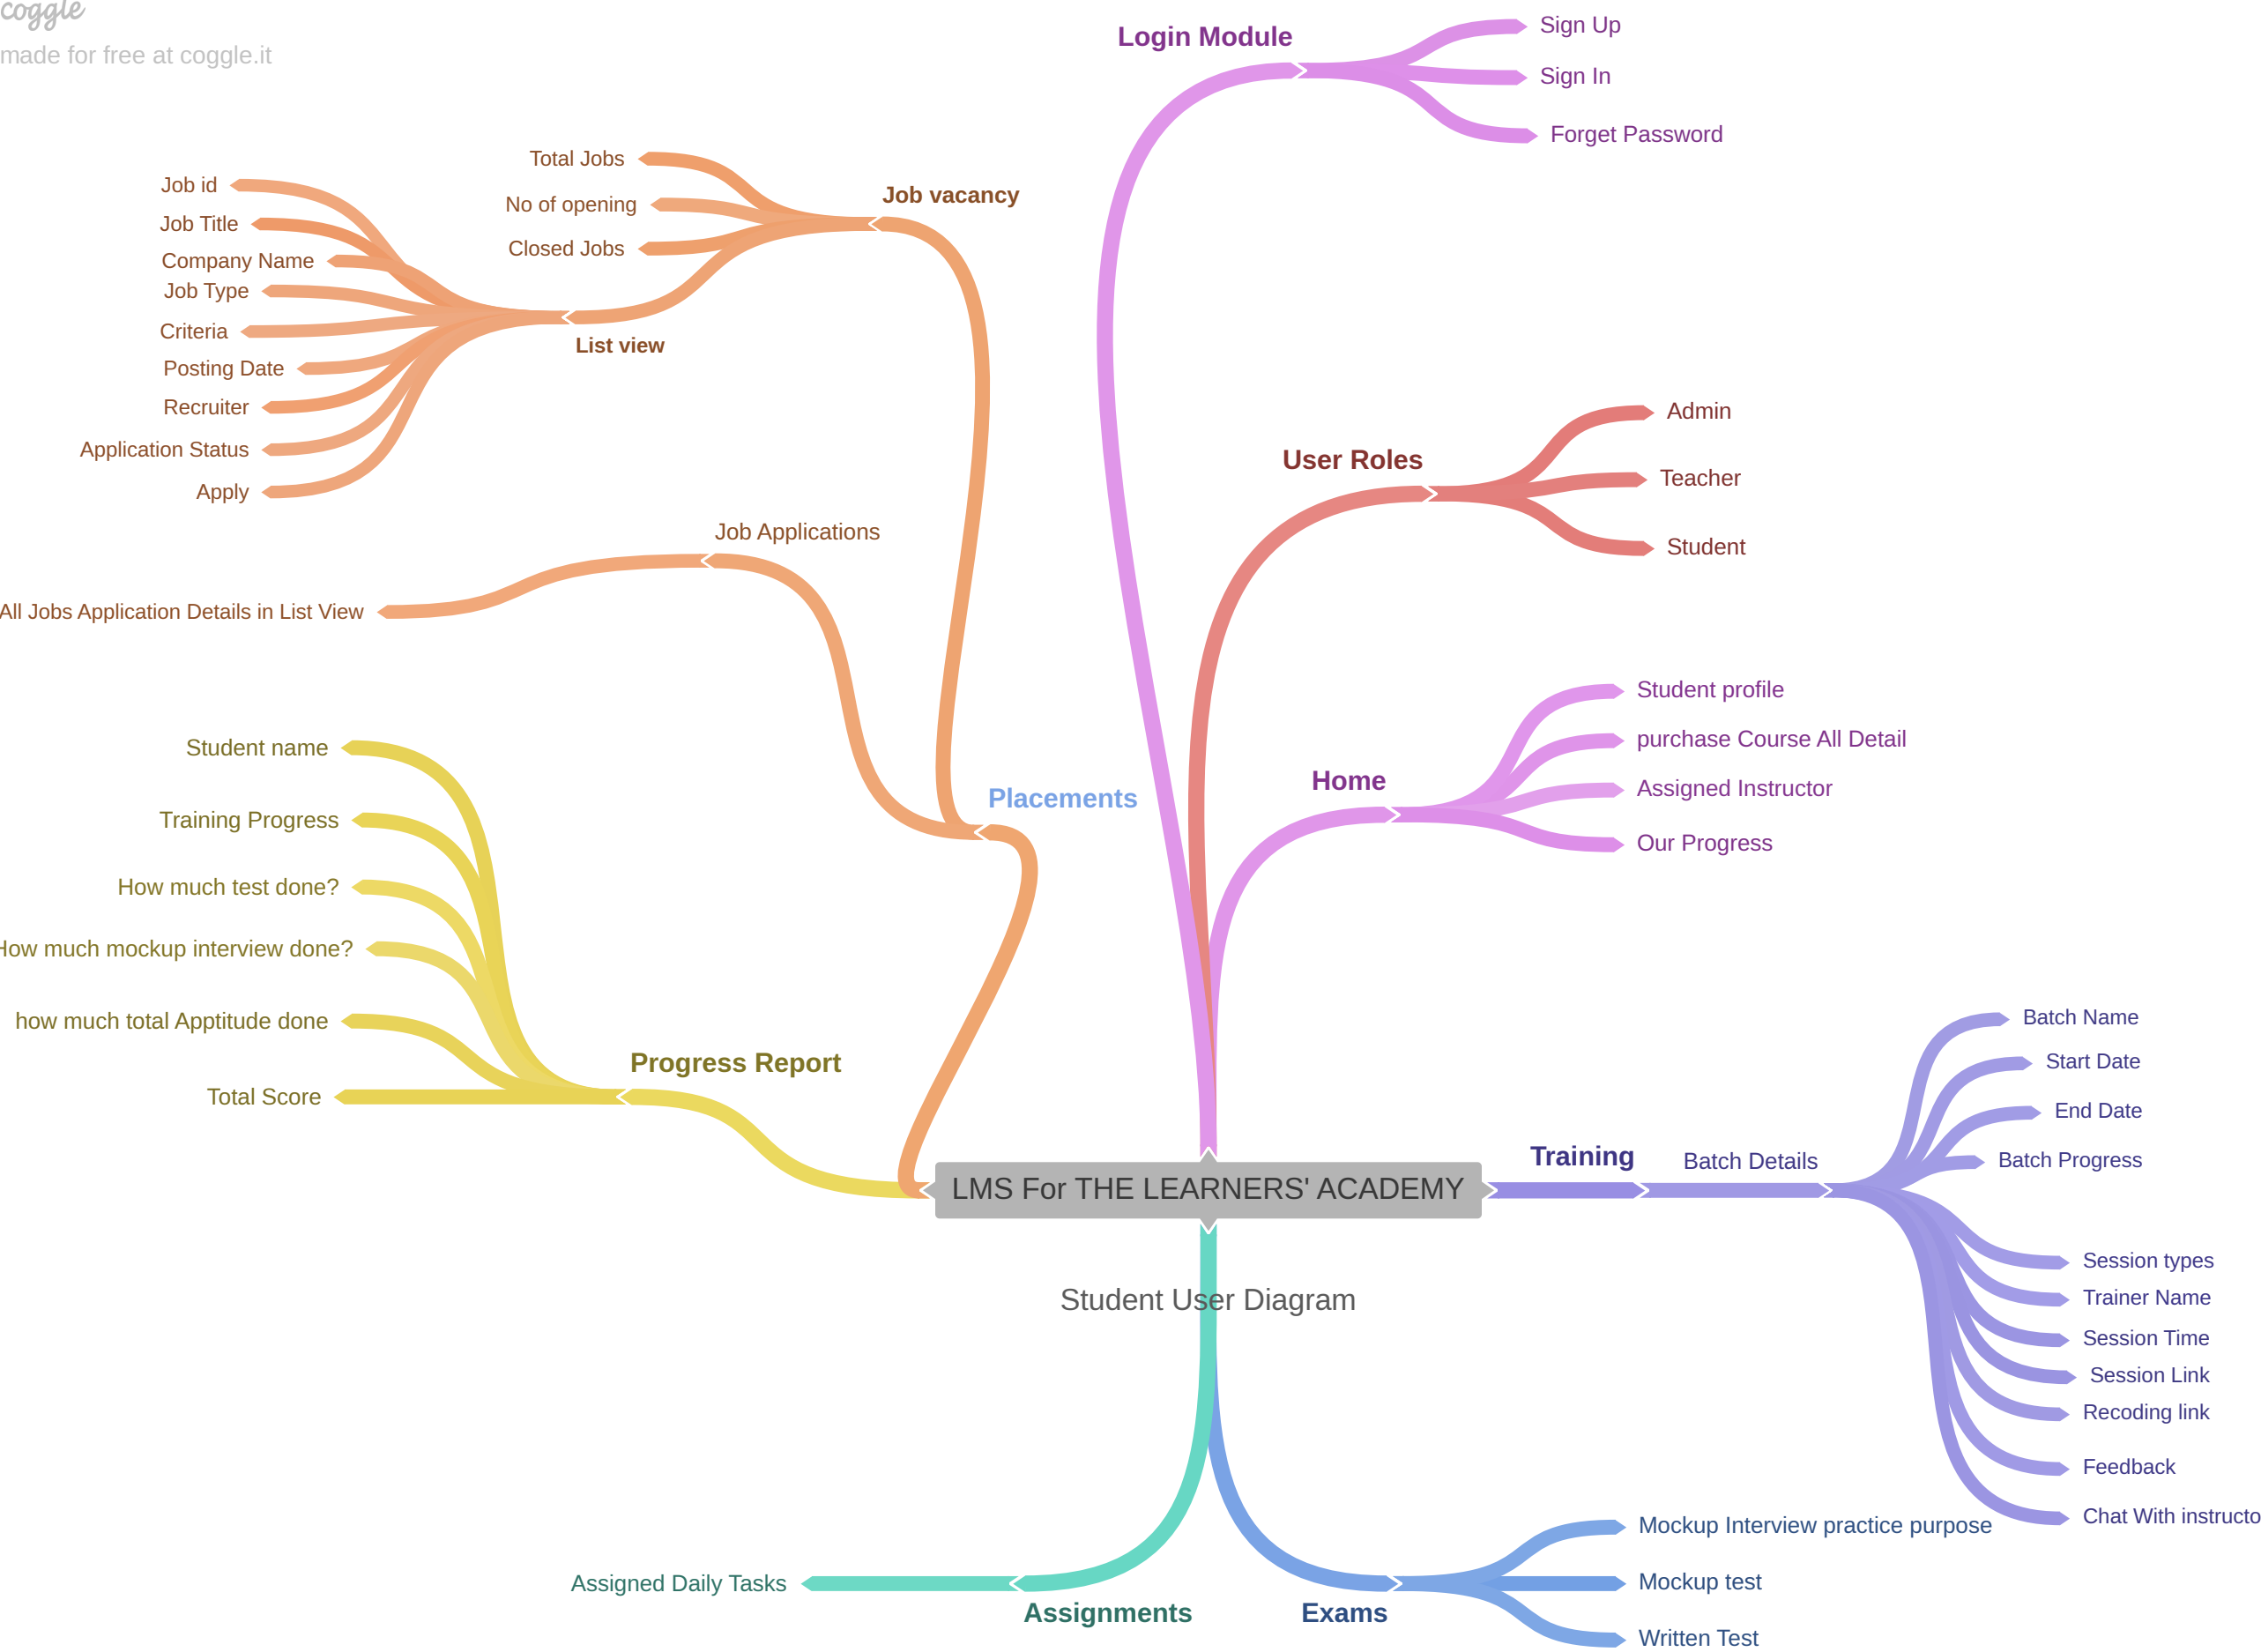 coggle
made for free at coggle.it
Login Module
Sign Up
Sign In
Forget Password
Job vacancy
Total Jobs
No of opening
Closed Jobs
List view
Job id
Job Title
Company Name
Job Type
Criteria
Posting Date
Recruiter
Application Status
Apply
User Roles
Admin
Teacher
Student
Job Applications
All Jobs Application Details in List View
Home
Student profile
purchase Course All Detail
Assigned Instructor
Our Progress
Placements
Progress Report
Student name
Training Progress
How much test done?
How much mockup interview done?
how much total Apptitude done
Total Score
LMS For THE LEARNERS' ACADEMY
Student User Diagram
Training
Batch Details
Batch Name
Start Date
End Date
Batch Progress
Session types
Trainer Name
Session Time
Session Link
Recoding link
Feedback
Chat With instructo
Assignments
Assigned Daily Tasks
Exams
Mockup Interview practice purpose
Mockup test
Written Test